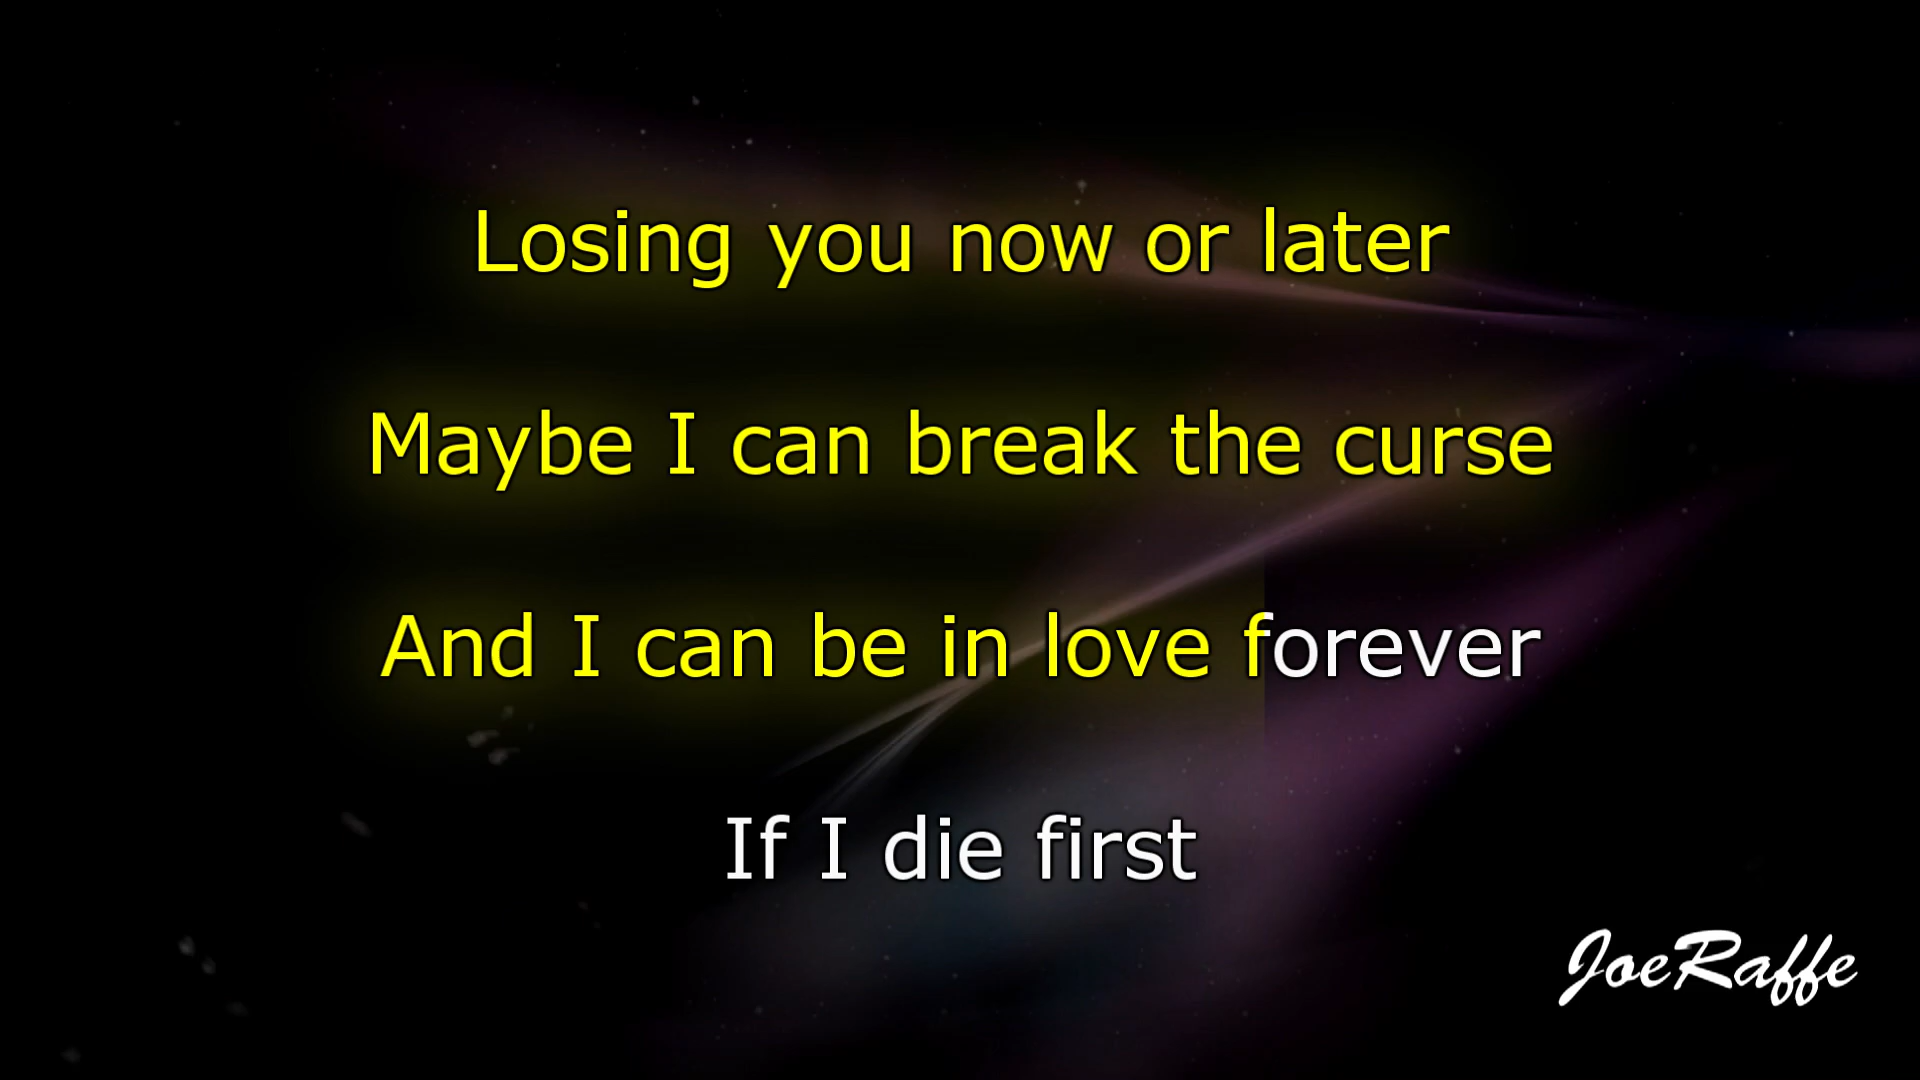 Losing you now or later
Maybe I can break the curse
And I can be in love forever
If I die first
JoeRaffe